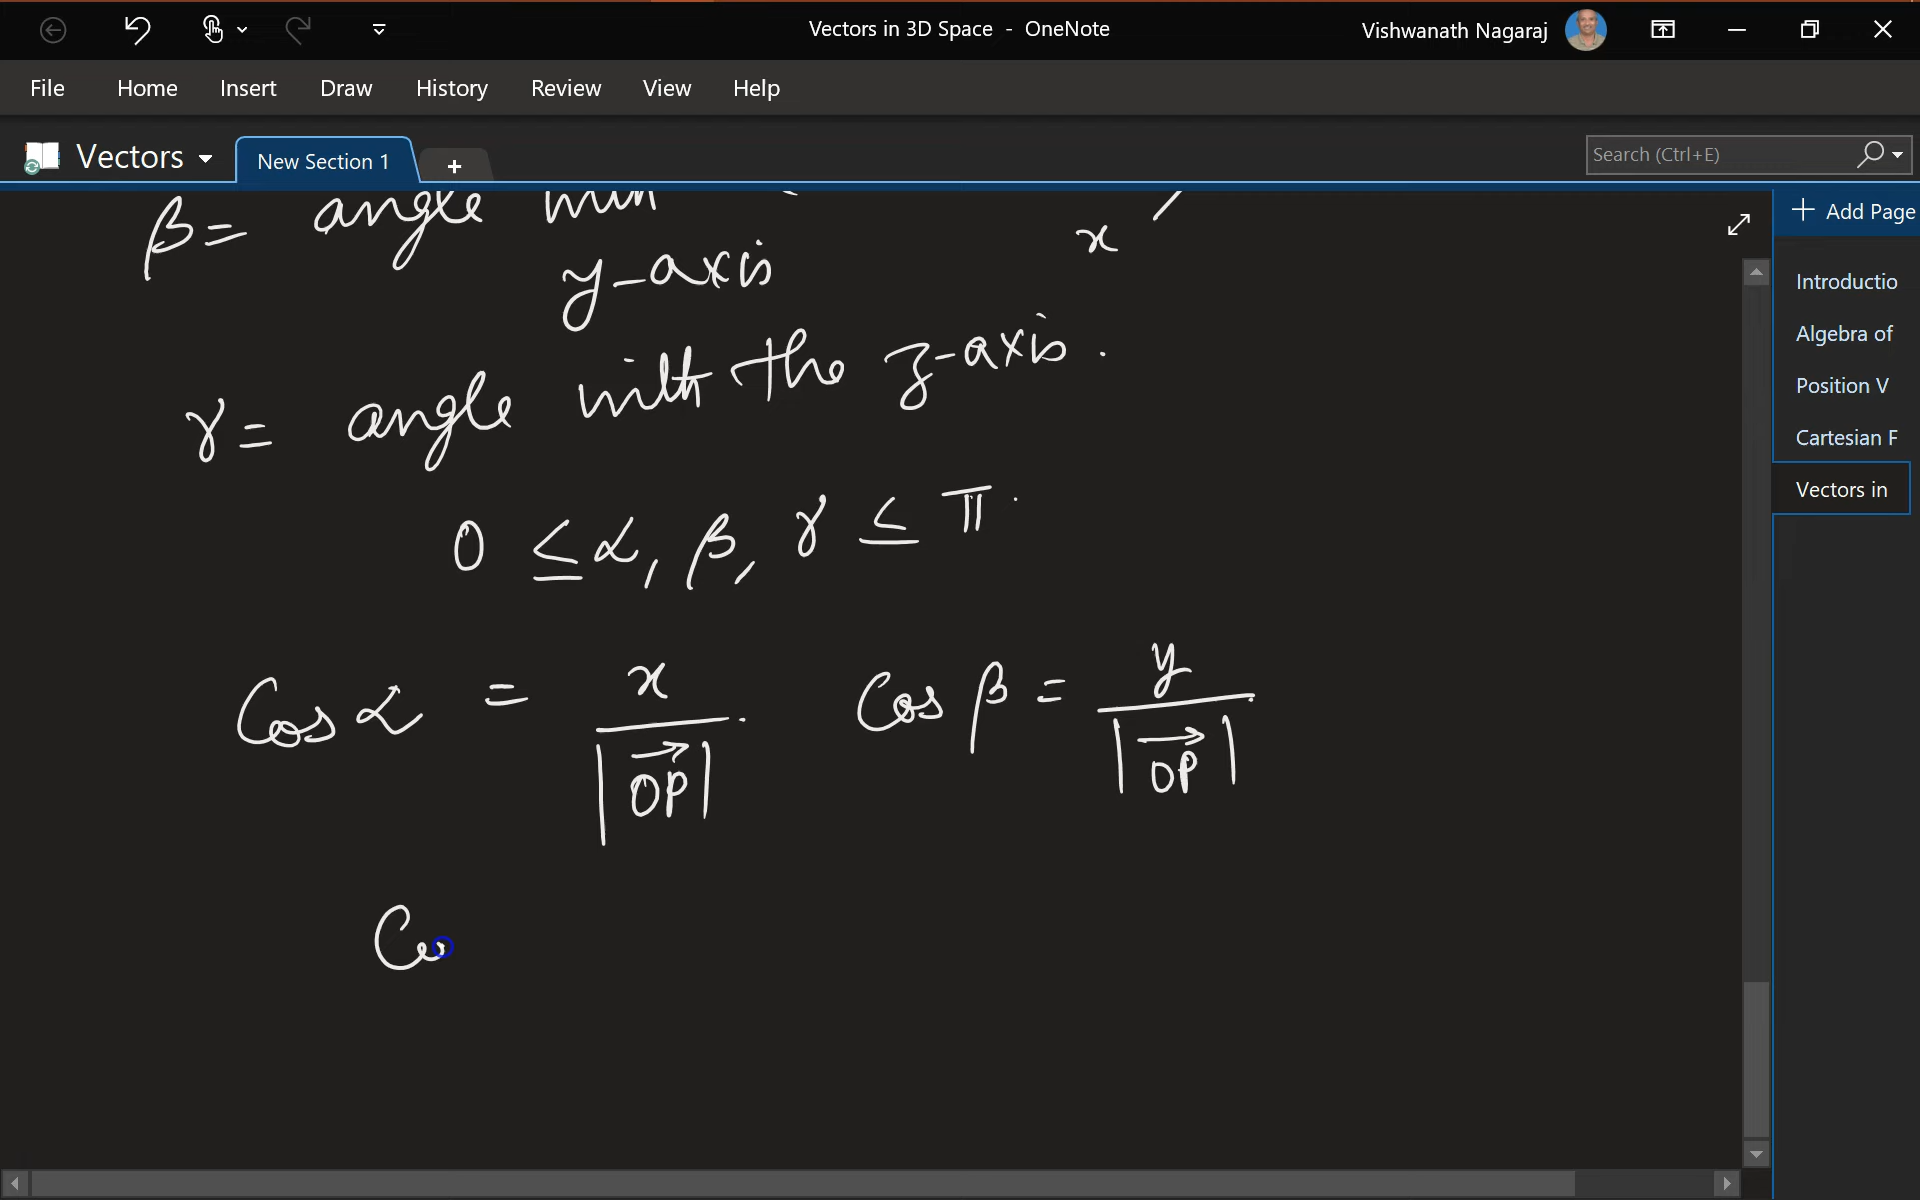 Vectors in 3D Space - OneNote
Vishwanath Nagaraj
File Home Insert Draw History Review View Help
Vectors
New Section 1
+
Search (Ctrl+E)
+ Add Page
Introductio
Algebra of
Position V
Cartesian F
Vectors in
β = angle with
x
y-axis
γ = angle with the z-axis.
0 ≤ α, β, γ ≤ π.
Cos α = x / |OP→| Cos β = y / |OP→|
Co